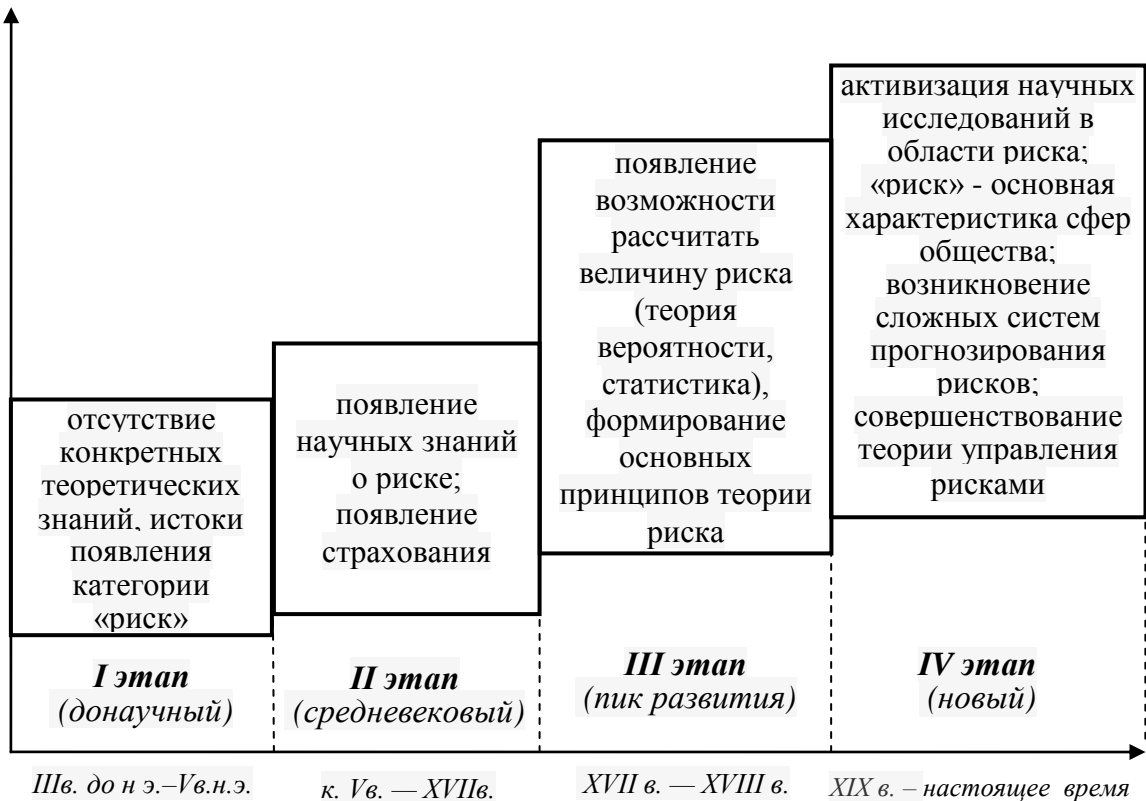 отсутствие
конкретных
теоретических
знаний, истоки
появления
категории
«риск»
I этап
(донаучный)
IIIв. до н э.–Vв.н.э.
появление
научных знаний
о риске;
появление
страхования
II этап
(средневековый)
к. Vв. — XVIIв.
появление
возможности
рассчитать
величину риска
(теория
вероятности,
статистика),
формирование
основных
принципов теории
риска
III этап
(пик развития)
XVII в. — XVIII в.
активизация научных
исследований в
области риска;
«риск» - основная
характеристика сфер
общества;
возникновение
сложных систем
прогнозирования
рисков;
совершенствование
теории управления
рисками
IV этап
(новый)
XIX в. – настоящее время